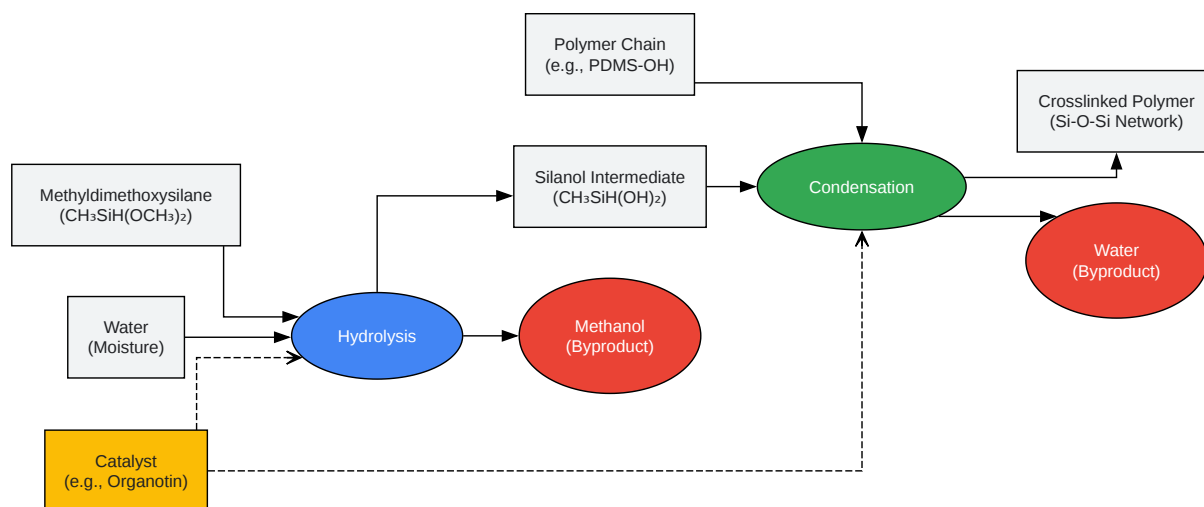 Polymer Chain
(e.g., PDMS-OH)
Crosslinked Polymer
(Si-O-Si Network)
Methyldimethoxysilane
(CH₃SiH(OCH₃)₂)
Silanol Intermediate
(CH₃SiH(OH)₂)
Condensation
Water
(Byproduct)
Water
(Moisture)
Hydrolysis
Methanol
(Byproduct)
Catalyst
(e.g., Organotin)